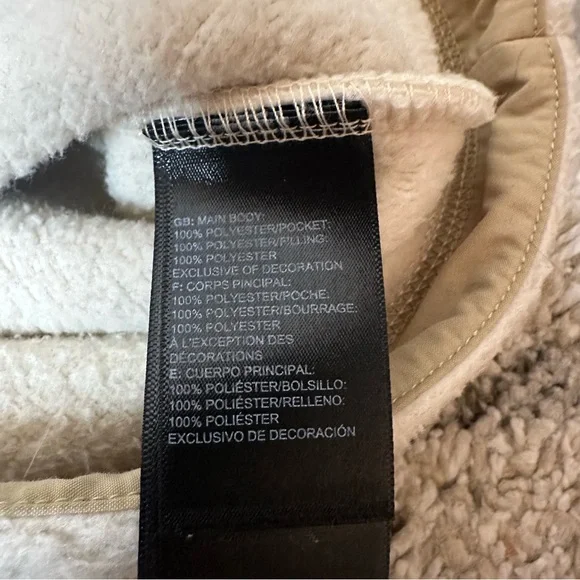 GB: MAIN BODY:
100% POLYESTER/POCKET:
100% POLYESTER/FILLING:
100% POLYESTER
EXCLUSIVE OF DECORATION
F: CORPS PINCIPAL:
100% POLYESTER/POCHE:
100% POLYESTER/BOURRAGE:
100% POLYESTER
À L'EXCEPTION DES
DÉCORATIONS
E: CUERPO PRINCIPAL:
100% POLIÉSTER/BOLSILLO:
100% POLIÉSTER/RELLENO:
100% POLIÉSTER
EXCLUSIVO DE DECORACIÓN